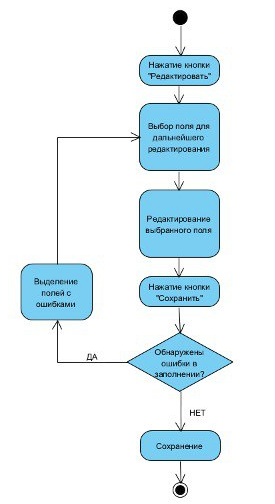 Нажатие кнопки
"Редактировать"
Выбор поля для
дальнейшего
редактирования
Редактирование
выбранного поля
Нажатие кнопки
"Сохранить"
Выделение
полей с
ошибками
Обнаружены
ошибки в
заполнении?
ДА
НЕТ
Сохранение